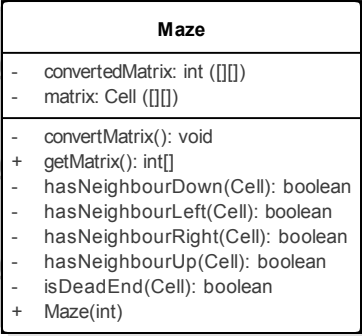 Maze
- convertedMatrix: int ([][])
- matrix: Cell ([][])
- convertMatrix(): void
+ getMatrix(): int[]
- hasNeighbourDown(Cell): boolean
- hasNeighbourLeft(Cell): boolean
- hasNeighbourRight(Cell): boolean
- hasNeighbourUp(Cell): boolean
- isDeadEnd(Cell): boolean
+ Maze(int)